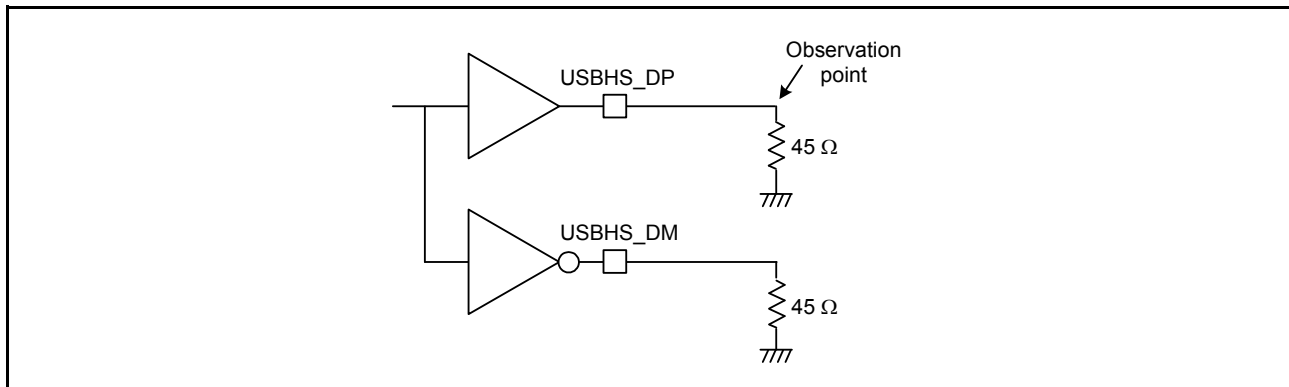 Observation
point
USBHS_DP
45 Ω
USBHS_DM
45 Ω